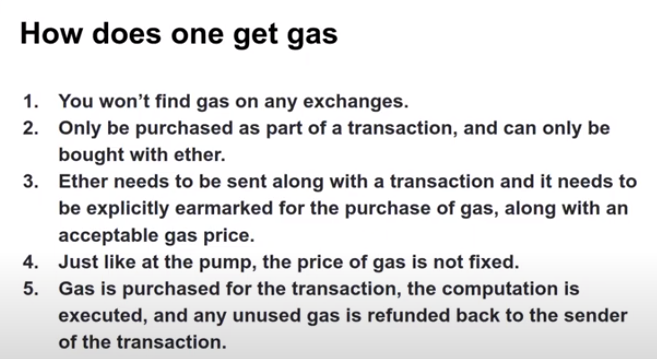 How does one get gas
1. You won’t find gas on any exchanges.
2. Only be purchased as part of a transaction, and can only be
bought with ether.
3. Ether needs to be sent along with a transaction and it needs to
be explicitly earmarked for the purchase of gas, along with an
acceptable gas price.
4. Just like at the pump, the price of gas is not fixed.
5. Gas is purchased for the transaction, the computation is
executed, and any unused gas is refunded back to the sender
of the transaction.